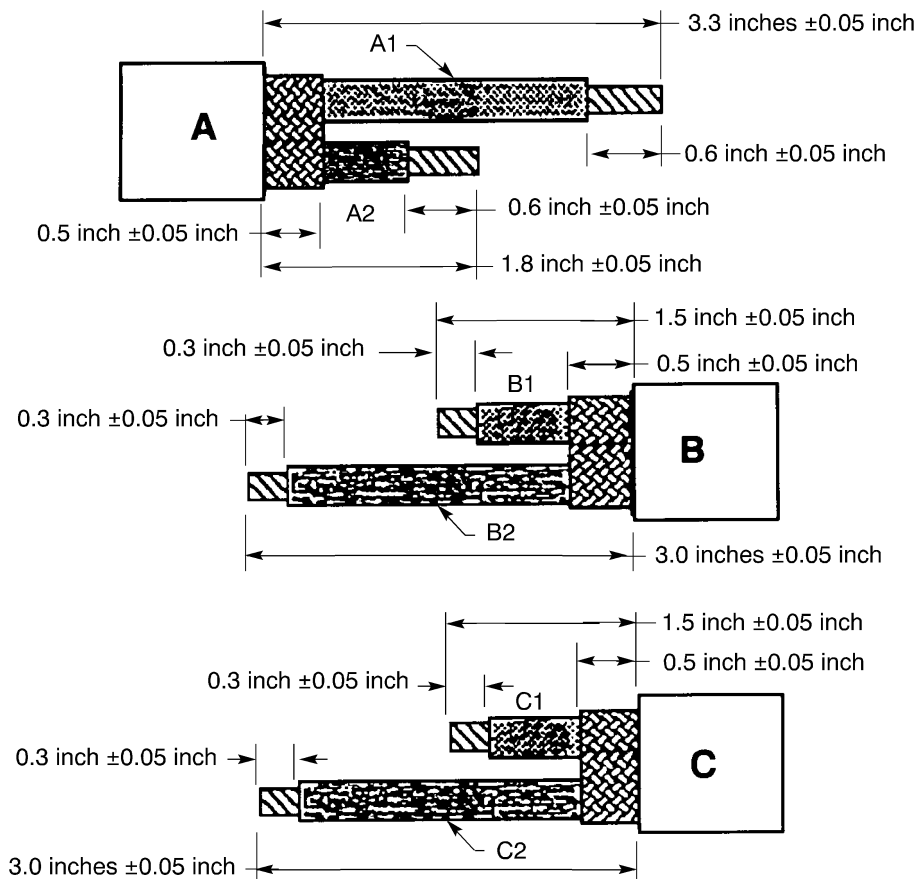 3.3 inches ±0.05 inch
A1
A
0.6 inch ±0.05 inch
A2
0.6 inch ±0.05 inch
0.5 inch ±0.05 inch
1.8 inch ±0.05 inch
1.5 inch ±0.05 inch
0.3 inch ±0.05 inch
0.5 inch ±0.05 inch
B1
0.3 inch ±0.05 inch
B
B2
3.0 inches ±0.05 inch
1.5 inch ±0.05 inch
0.5 inch ±0.05 inch
0.3 inch ±0.05 inch
C1
0.3 inch ±0.05 inch
C
C2
3.0 inches ±0.05 inch